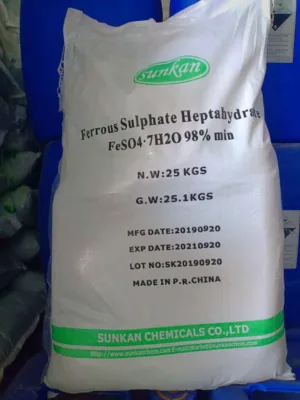 sunkan
Ferrous Sulphate Heptahydrate
FeSO4·7H2O 98% min
N.W:25 KGS
G.W:25.1KGS
MFG DATE:20190920
EXP DATE:20210920
LOT NO:SK20190920
MADE IN P.R.CHINA
SUNKAN CHEMICALS CO.,LTD